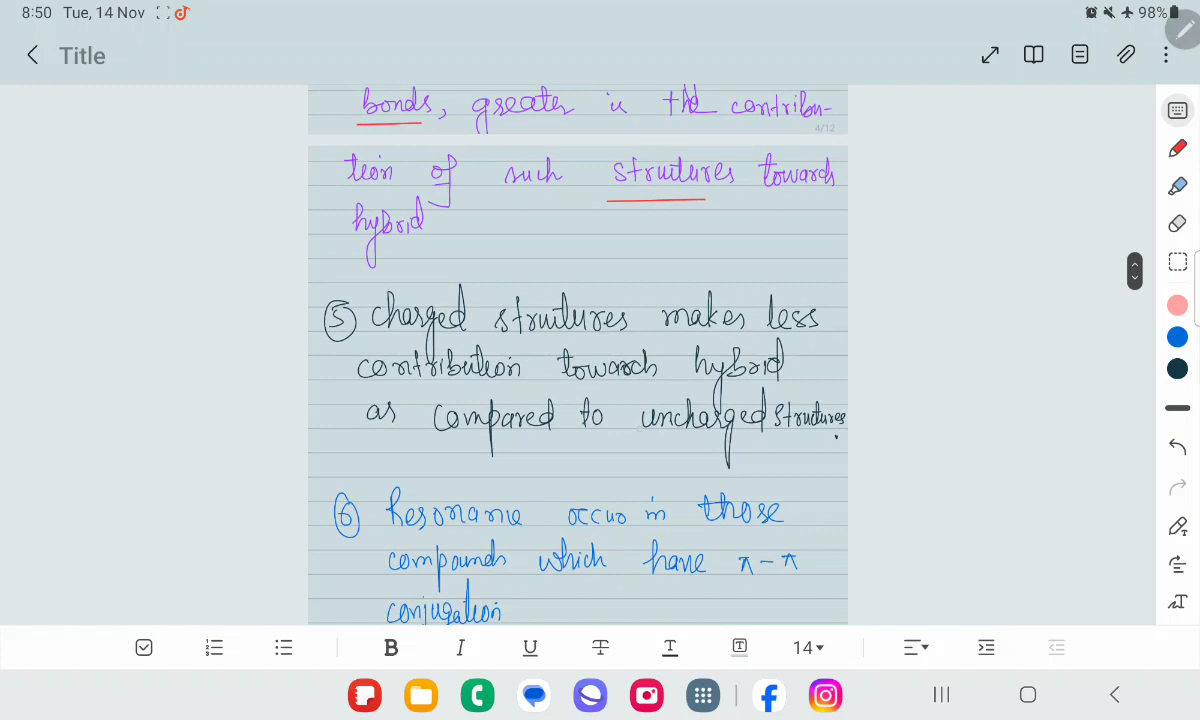 8:50 Tue, 14 Nov 98%
Title
bonds, greater is the contribu-
4/12
tion of such structures towards
hybrid
⑤ Charged structures makes less
contribution towards hybrid
as compared to uncharged structures.
⑥ Resonance occur in those
compounds which have π-π
conjugation
B I U T T T 14